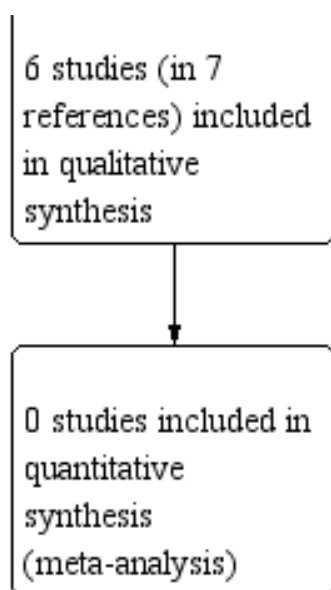 6 studies (in 7
references) included
in qualitative
synthesis
0 studies included in
quantitative
synthesis
(meta-analysis)